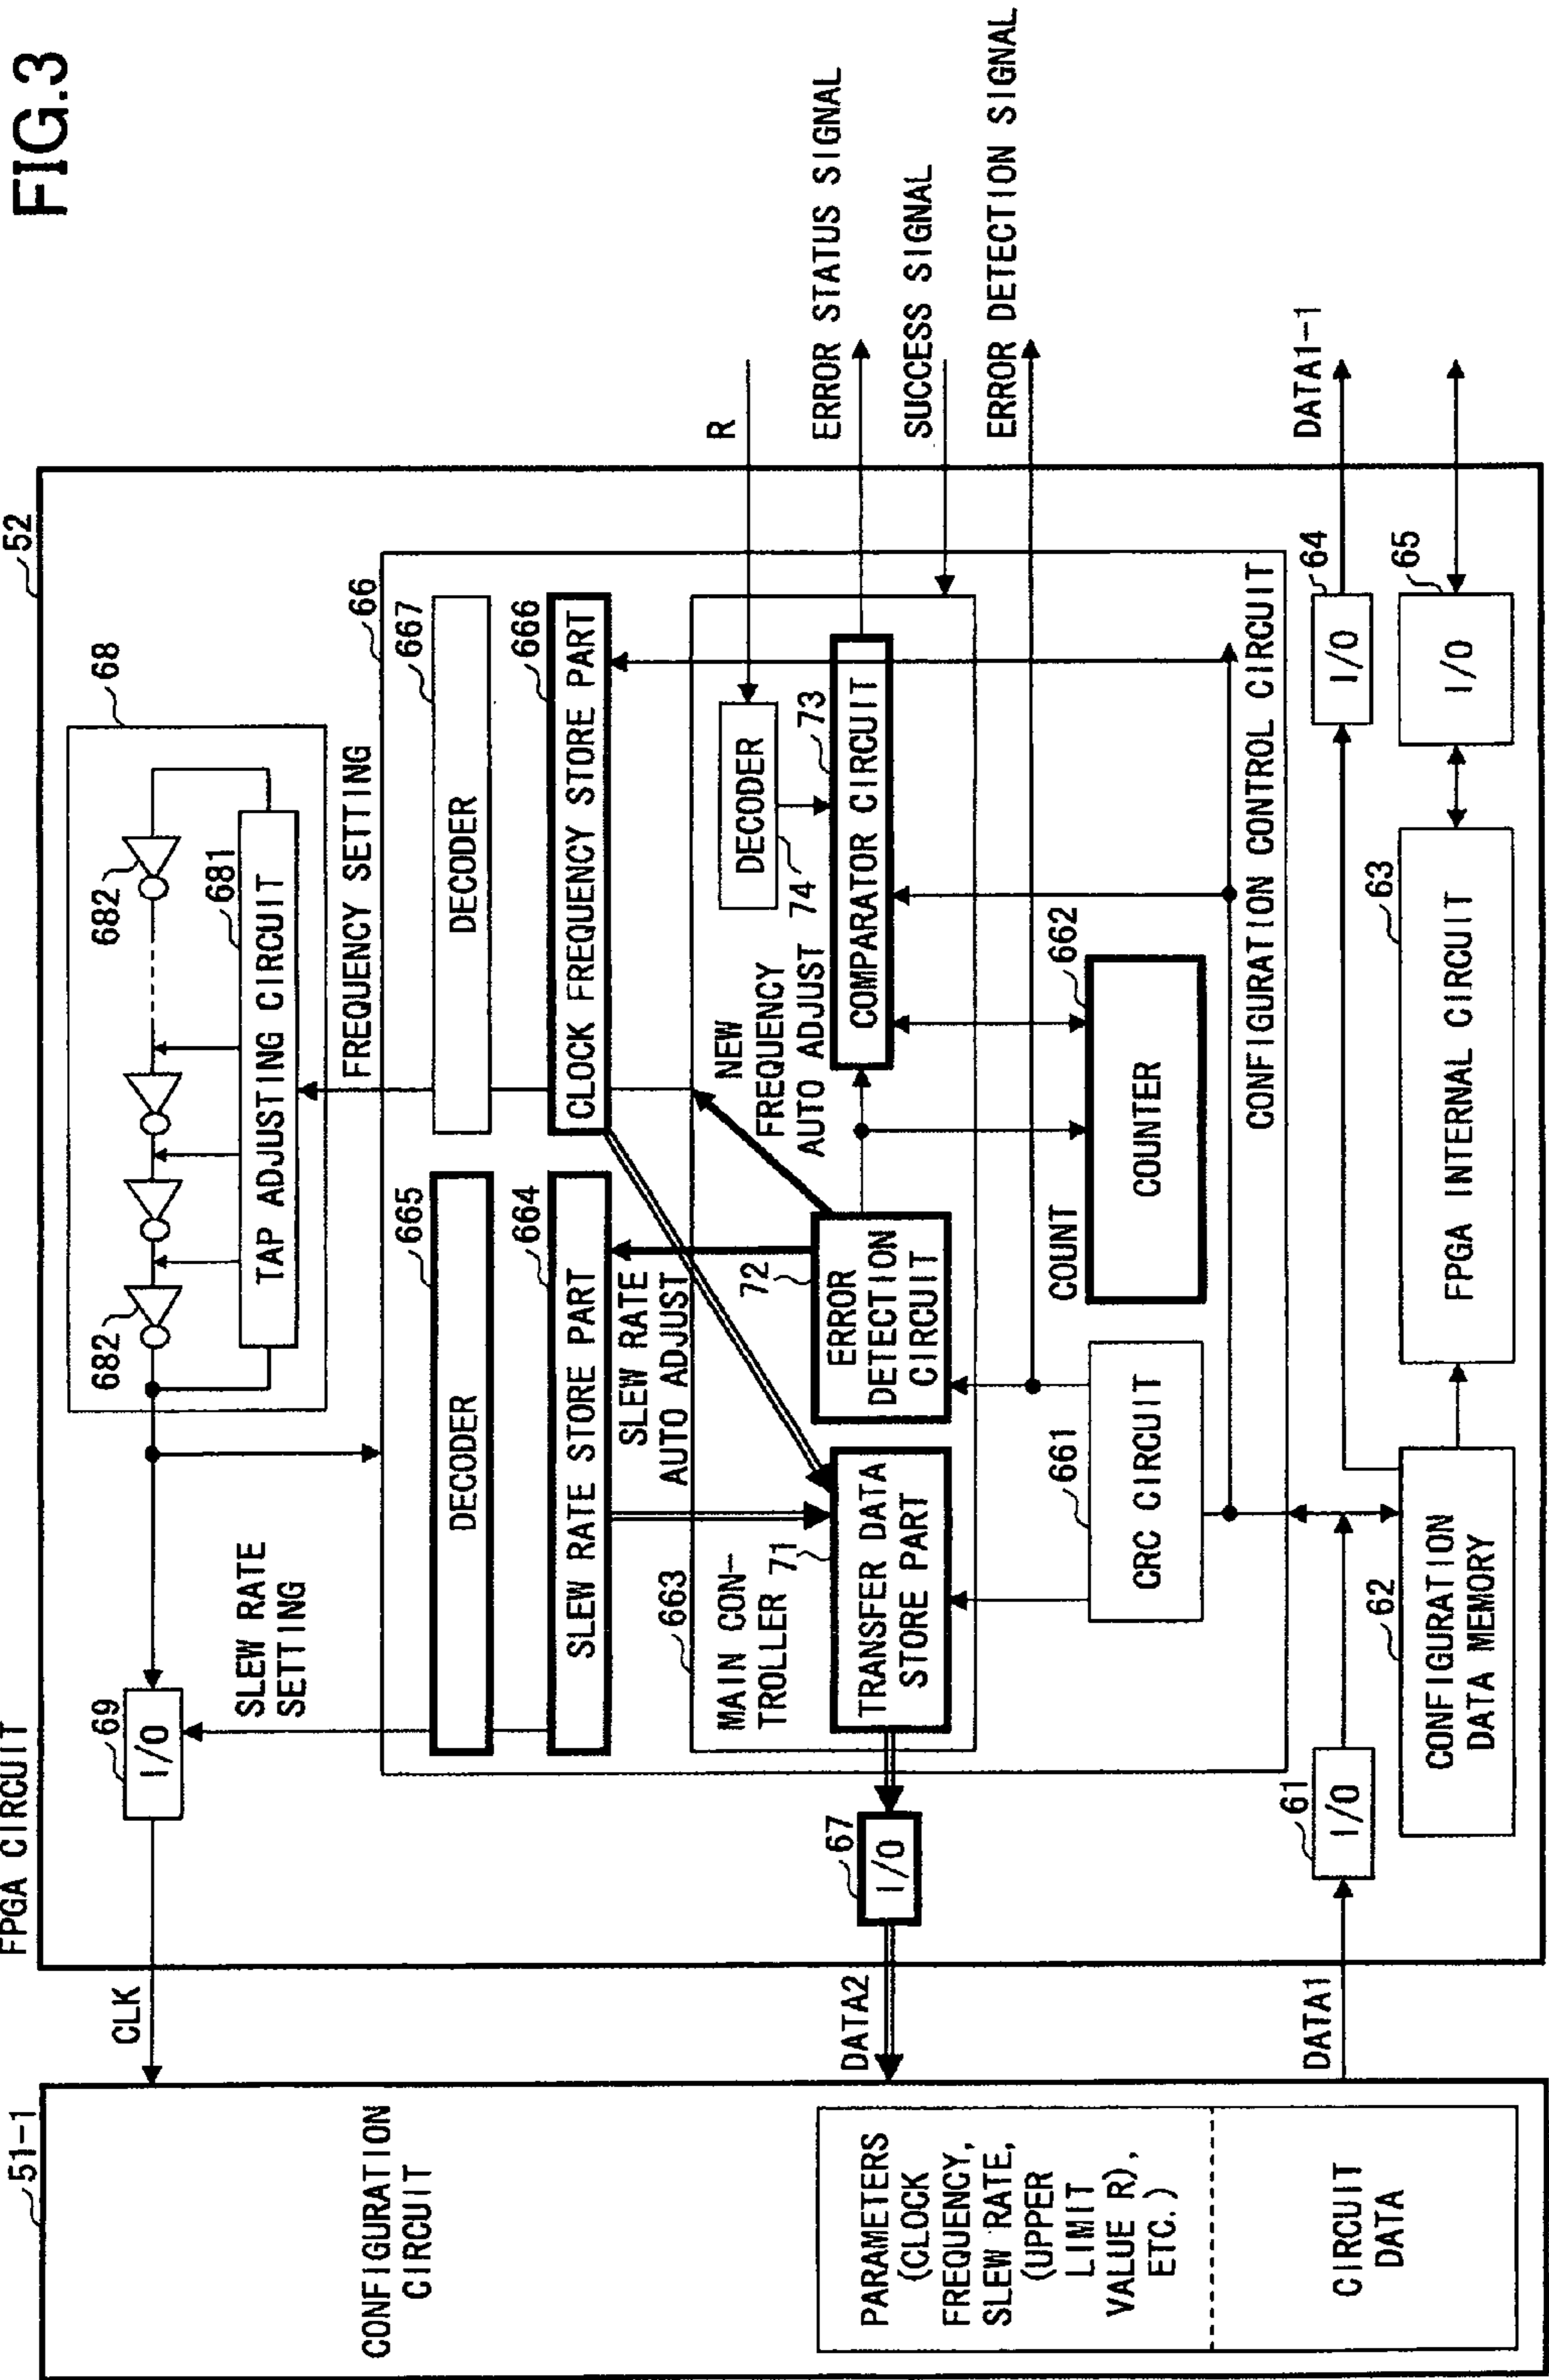 FIG.3
51-1
CONFIGURATION
CIRCUIT
PARAMETERS
(CLOCK
FREQUENCY,
SLEW RATE,
(UPPER
LIMIT
VALUE R),
ETC.)
CIRCUIT
DATA
CLK
DATA2
DATA1
FPGA CIRCUIT
52
69
I/O
SLEW RATE
SETTING
68
682
682
681
TAP ADJUSTING CIRCUIT
FREQUENCY SETTING
66
665
DECODER
667
DECODER
664
SLEW RATE STORE PART
666
CLOCK FREQUENCY STORE PART
SLEW RATE
AUTO ADJUST
NEW
FREQUENCY
AUTO ADJUST
663
MAIN CON-
TROLLER
71
TRANSFER DATA
STORE PART
72
ERROR
DETECTION
CIRCUIT
DECODER
74
73
COMPARATOR CIRCUIT
67
I/O
661
CRC CIRCUIT
COUNT
662
COUNTER
CONFIGURATION CONTROL CIRCUIT
61
I/O
62
CONFIGURATION
DATA MEMORY
63
FPGA INTERNAL CIRCUIT
64
I/O
65
I/O
R
ERROR STATUS SIGNAL
SUCCESS SIGNAL
ERROR DETECTION SIGNAL
DATA1-1